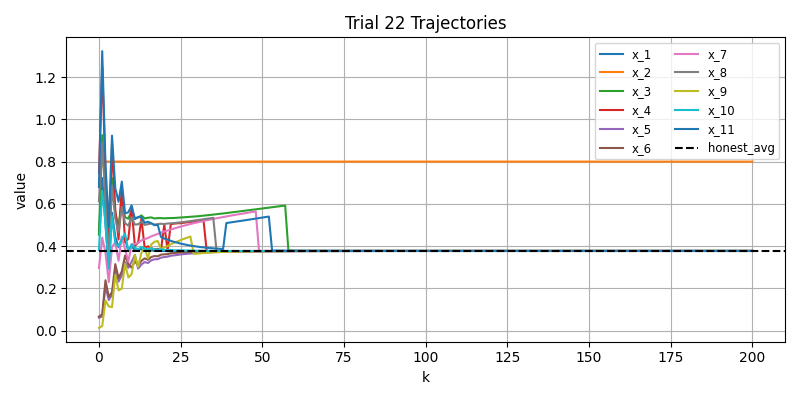 Trial 22 Trajectories
value
1.2
1.0
0.8
0.6
0.4
0.2
0.0
x_1
x_2
x_3
x_4
x_5
x_6
x_7
x_8
x_9
x_10
x_11
honest_avg
0
25
50
75
100
125
150
175
200
k